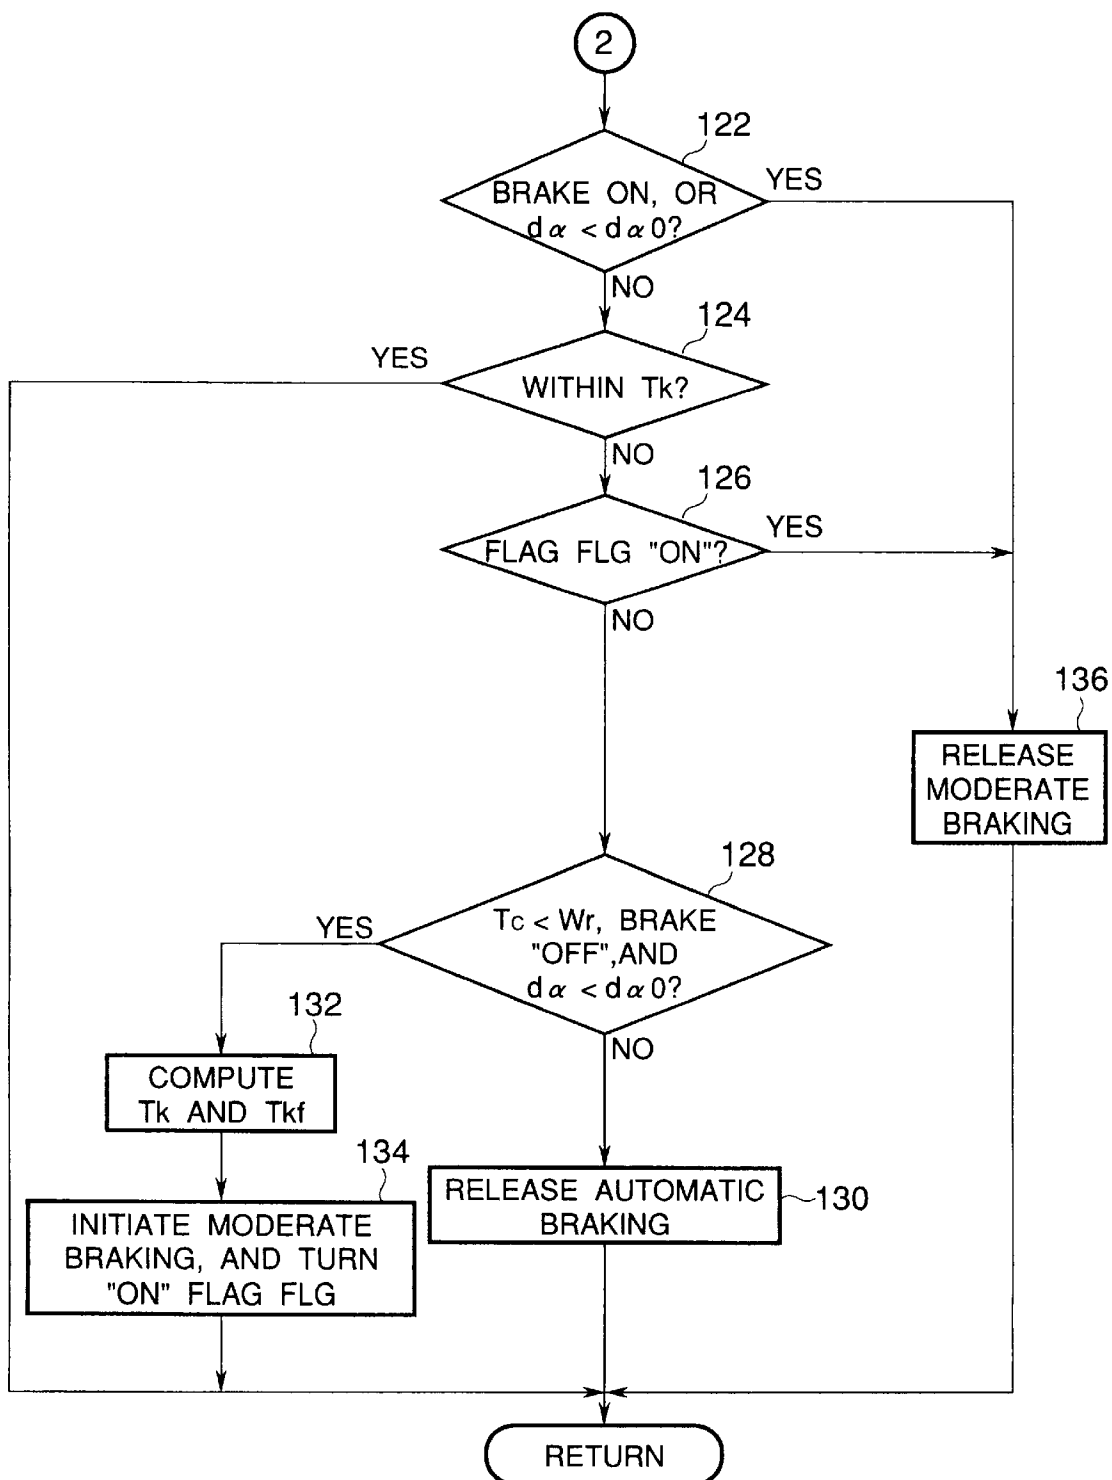 2
122
BRAKE ON, OR
dα < dα0?
YES
NO
124
YES
WITHIN Tk?
NO
126
FLAG FLG "ON"?
YES
NO
136
RELEASE
MODERATE
BRAKING
128
YES
Tc < Wr, BRAKE
"OFF",AND
dα < dα0?
NO
132
COMPUTE
Tk AND Tkf
134
INITIATE MODERATE
BRAKING, AND TURN
"ON" FLAG FLG
RELEASE AUTOMATIC
BRAKING
130
RETURN